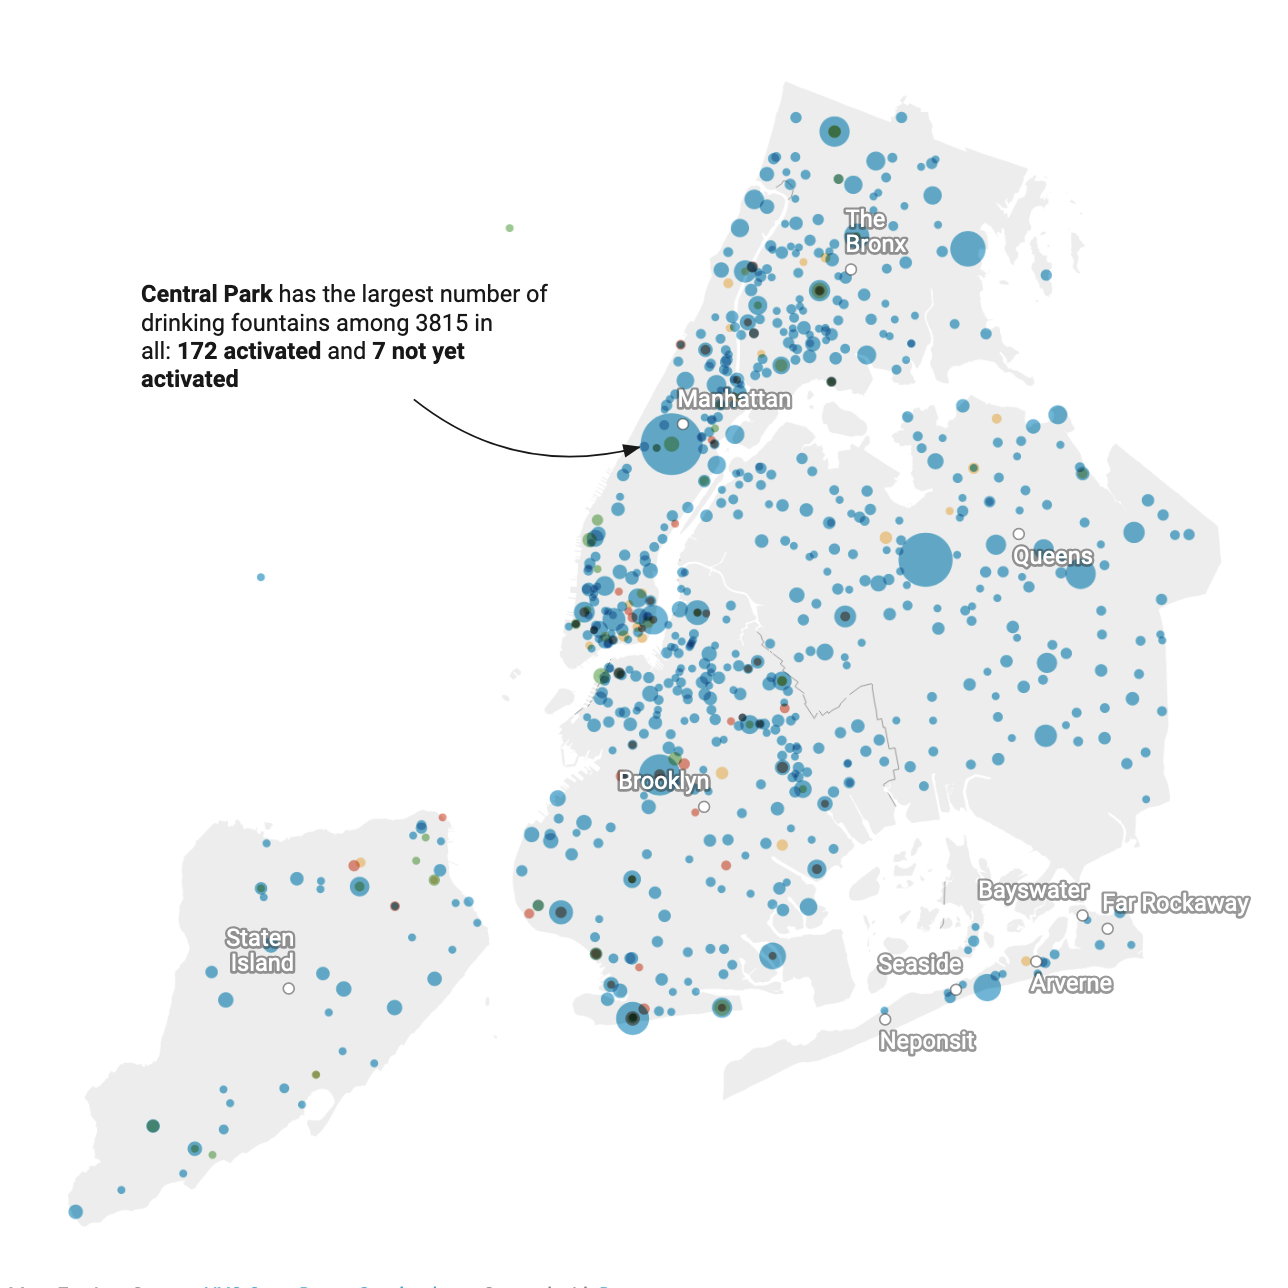 The
Bronx
Central Park has the largest number of
drinking fountains among 3815 in
all: 172 activated and 7 not yet
activated
Manhattan
Queens
Brooklyn
Bayswater
Far Rockaway
Staten
Island
Seaside
Arverne
Neponsit